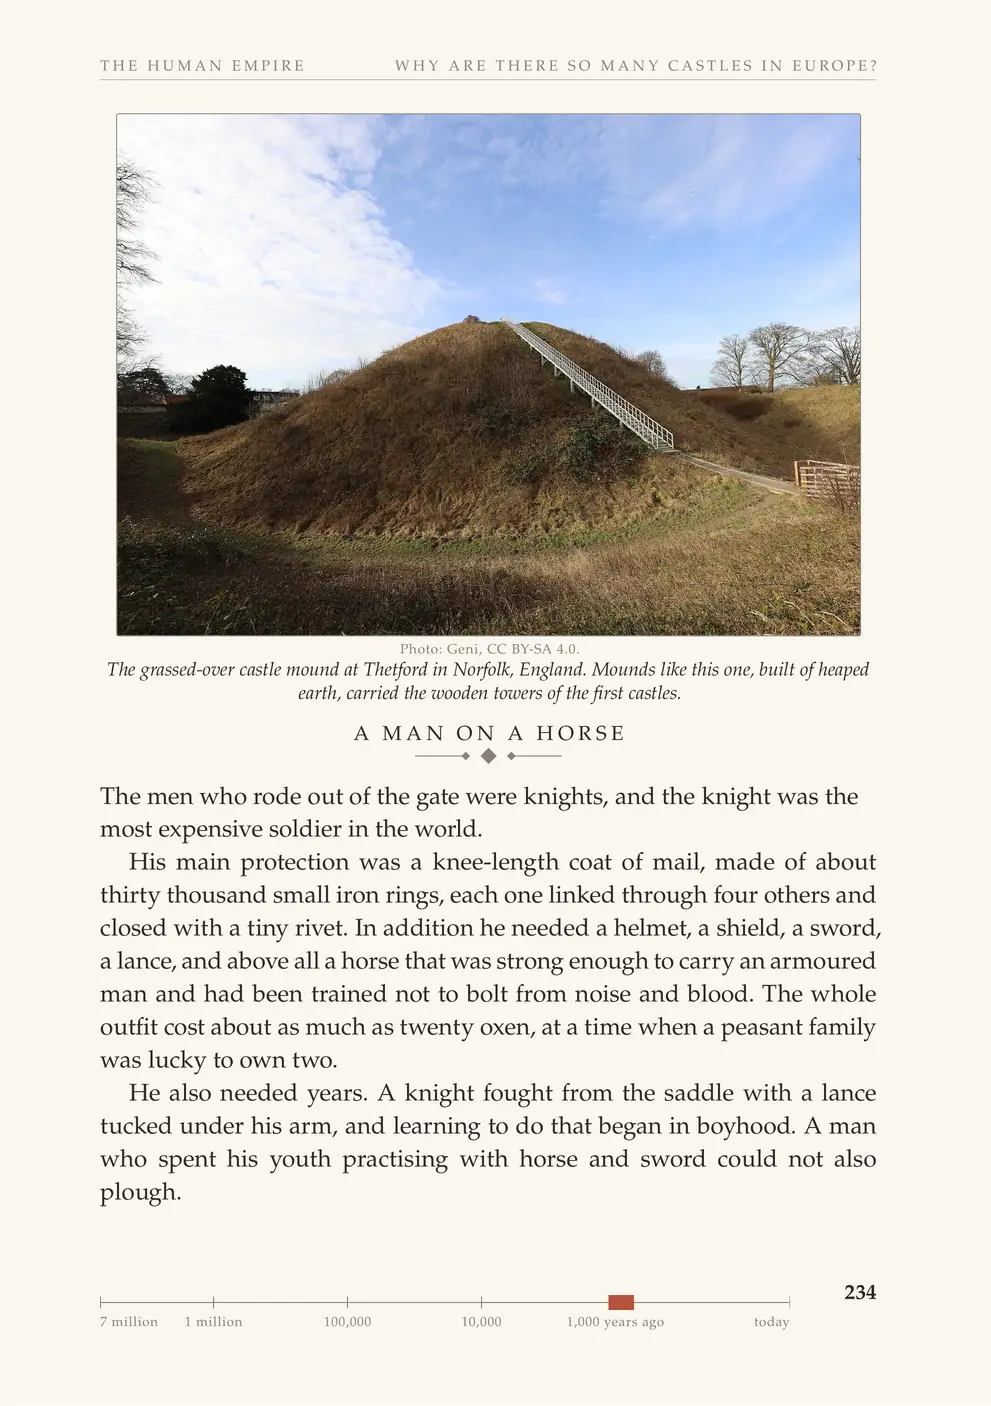 THE HUMAN EMPIRE
WHY ARE THERE SO MANY CASTLES IN EUROPE?
Photo: Geni, CC BY-SA 4.0.
The grassed-over castle mound at Thetford in Norfolk, England. Mounds like this one, built of heaped
earth, carried the wooden towers of the first castles.
A MAN ON A HORSE
The men who rode out of the gate were knights, and the knight was the
most expensive soldier in the world.
His main protection was a knee-length coat of mail, made of about
thirty thousand small iron rings, each one linked through four others and
closed with a tiny rivet. In addition he needed a helmet, a shield, a sword,
a lance, and above all a horse that was strong enough to carry an armoured
man and had been trained not to bolt from noise and blood. The whole
outfit cost about as much as twenty oxen, at a time when a peasant family
was lucky to own two.
He also needed years. A knight fought from the saddle with a lance
tucked under his arm, and learning to do that began in boyhood. A man
who spent his youth practising with horse and sword could not also
plough.
234
7 million
1 million
100,000
10,000
1,000 years ago
today